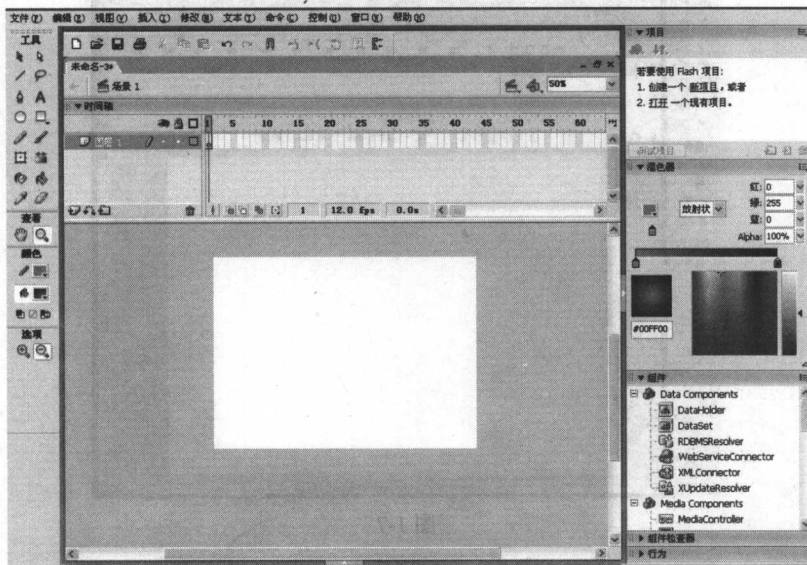 文件(F) 编辑(E) 视图(V) 插入(I) 修改(M) 文本(T) 命令(C) 控制(O) 窗口(W) 帮助(H)
工具
查看
颜色
选项
未命名-3*
场景 1
50%
时间轴
1 5 10 15 20 25 30 35 40 45 50 55 60
图层 1
1 12.0 fps 0.0s
项目
若要使用 Flash 项目:
1. 创建一个 新项目，或者
2. 打开 一个现有项目。
测试项目
混色器
放射状
红: 0
绿: 255
蓝: 0
Alpha: 100%
#00FF00
组件
Data Components
DataHolder
DataSet
RDBMSResolver
WebServiceConnector
XMLConnector
XUpdateResolver
Media Components
MediaController
组件检查器
行为